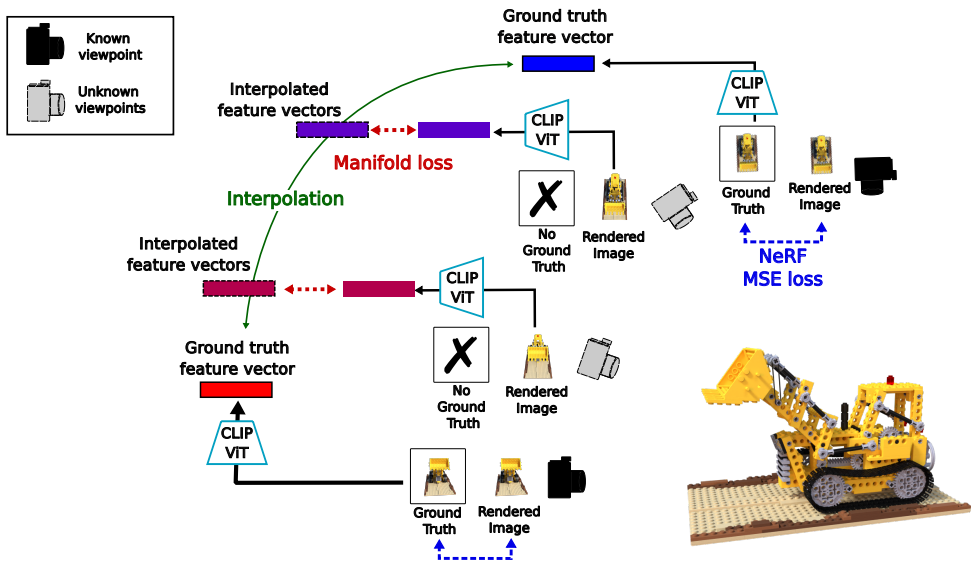 Known
viewpoint
Unknown
viewpoints
Ground truth
feature vector
CLIP
ViT
Ground
Truth
Rendered
Image
NeRF
MSE loss
Interpolated
feature vectors
Manifold loss
CLIP
ViT
No
Ground
Truth
Rendered
Image
Interpolation
Interpolated
feature vectors
CLIP
ViT
No
Ground
Truth
Rendered
Image
Ground truth
feature vector
CLIP
ViT
Ground
Truth
Rendered
Image